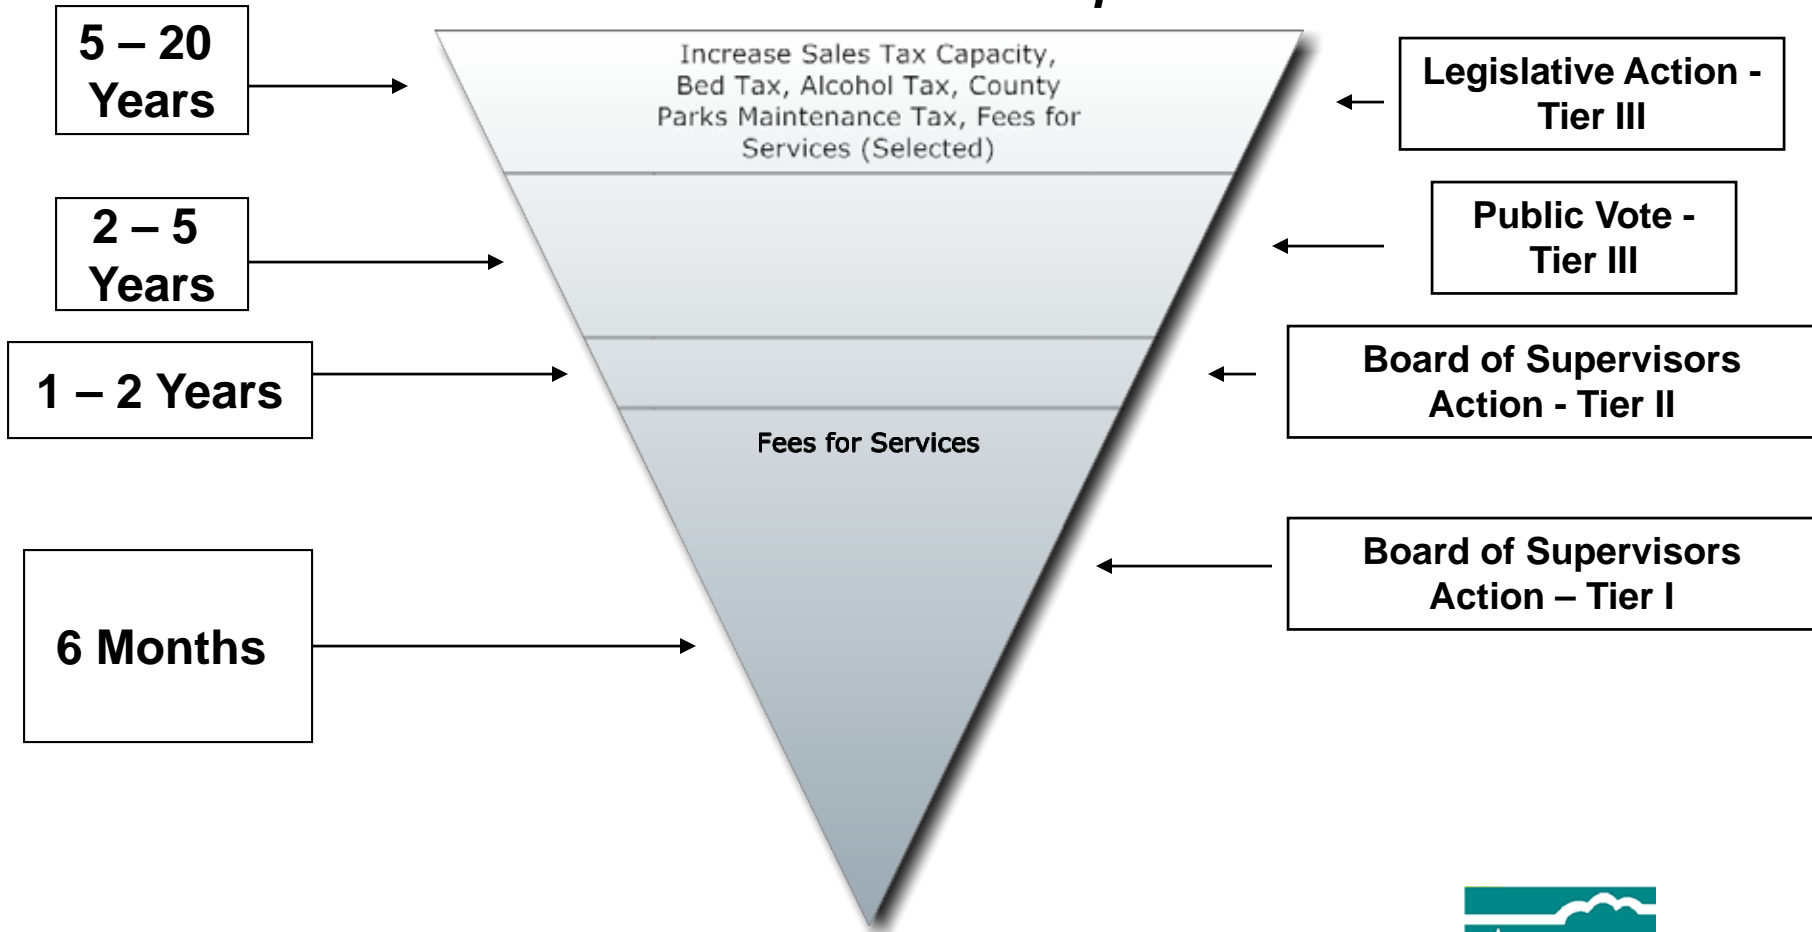 5 – 20
Years
Increase Sales Tax Capacity,
Bed Tax, Alcohol Tax, County
Parks Maintenance Tax, Fees for
Services (Selected)
Legislative Action -
Tier III
2 – 5
Years
Public Vote -
Tier III
1 – 2 Years
Board of Supervisors
Action - Tier II
Fees for Services
6 Months
Board of Supervisors
Action – Tier I